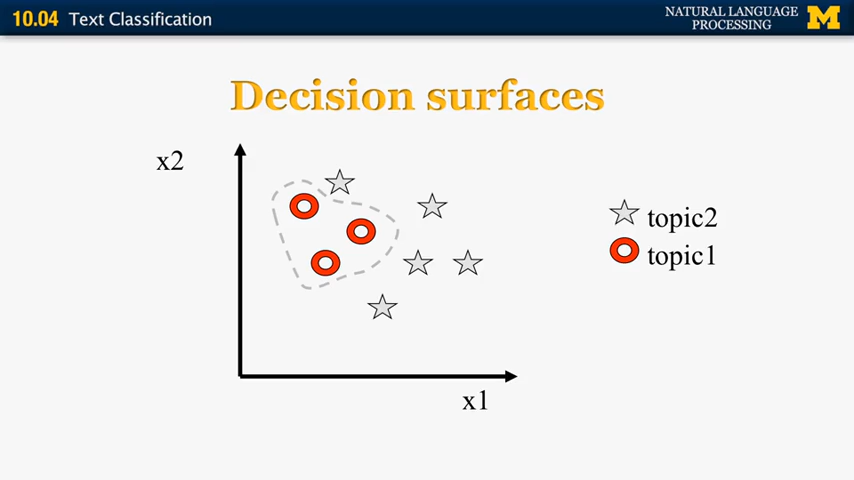 10.04 Text Classification
NATURAL LANGUAGE
PROCESSING
M
Decision surfaces
x2
topic2
topic1
x1